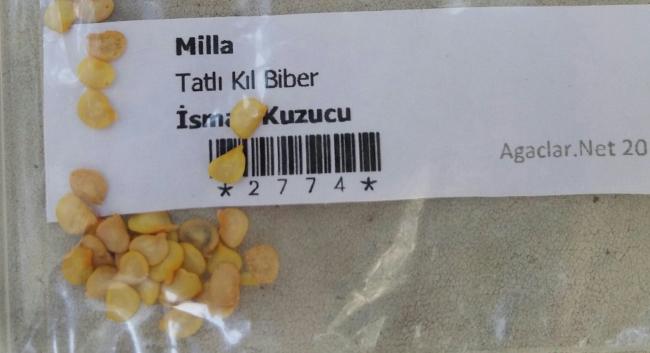 Milla
Tatlı Kıl Biber
Kuzucu
*2774*
Agaclar.Net 20